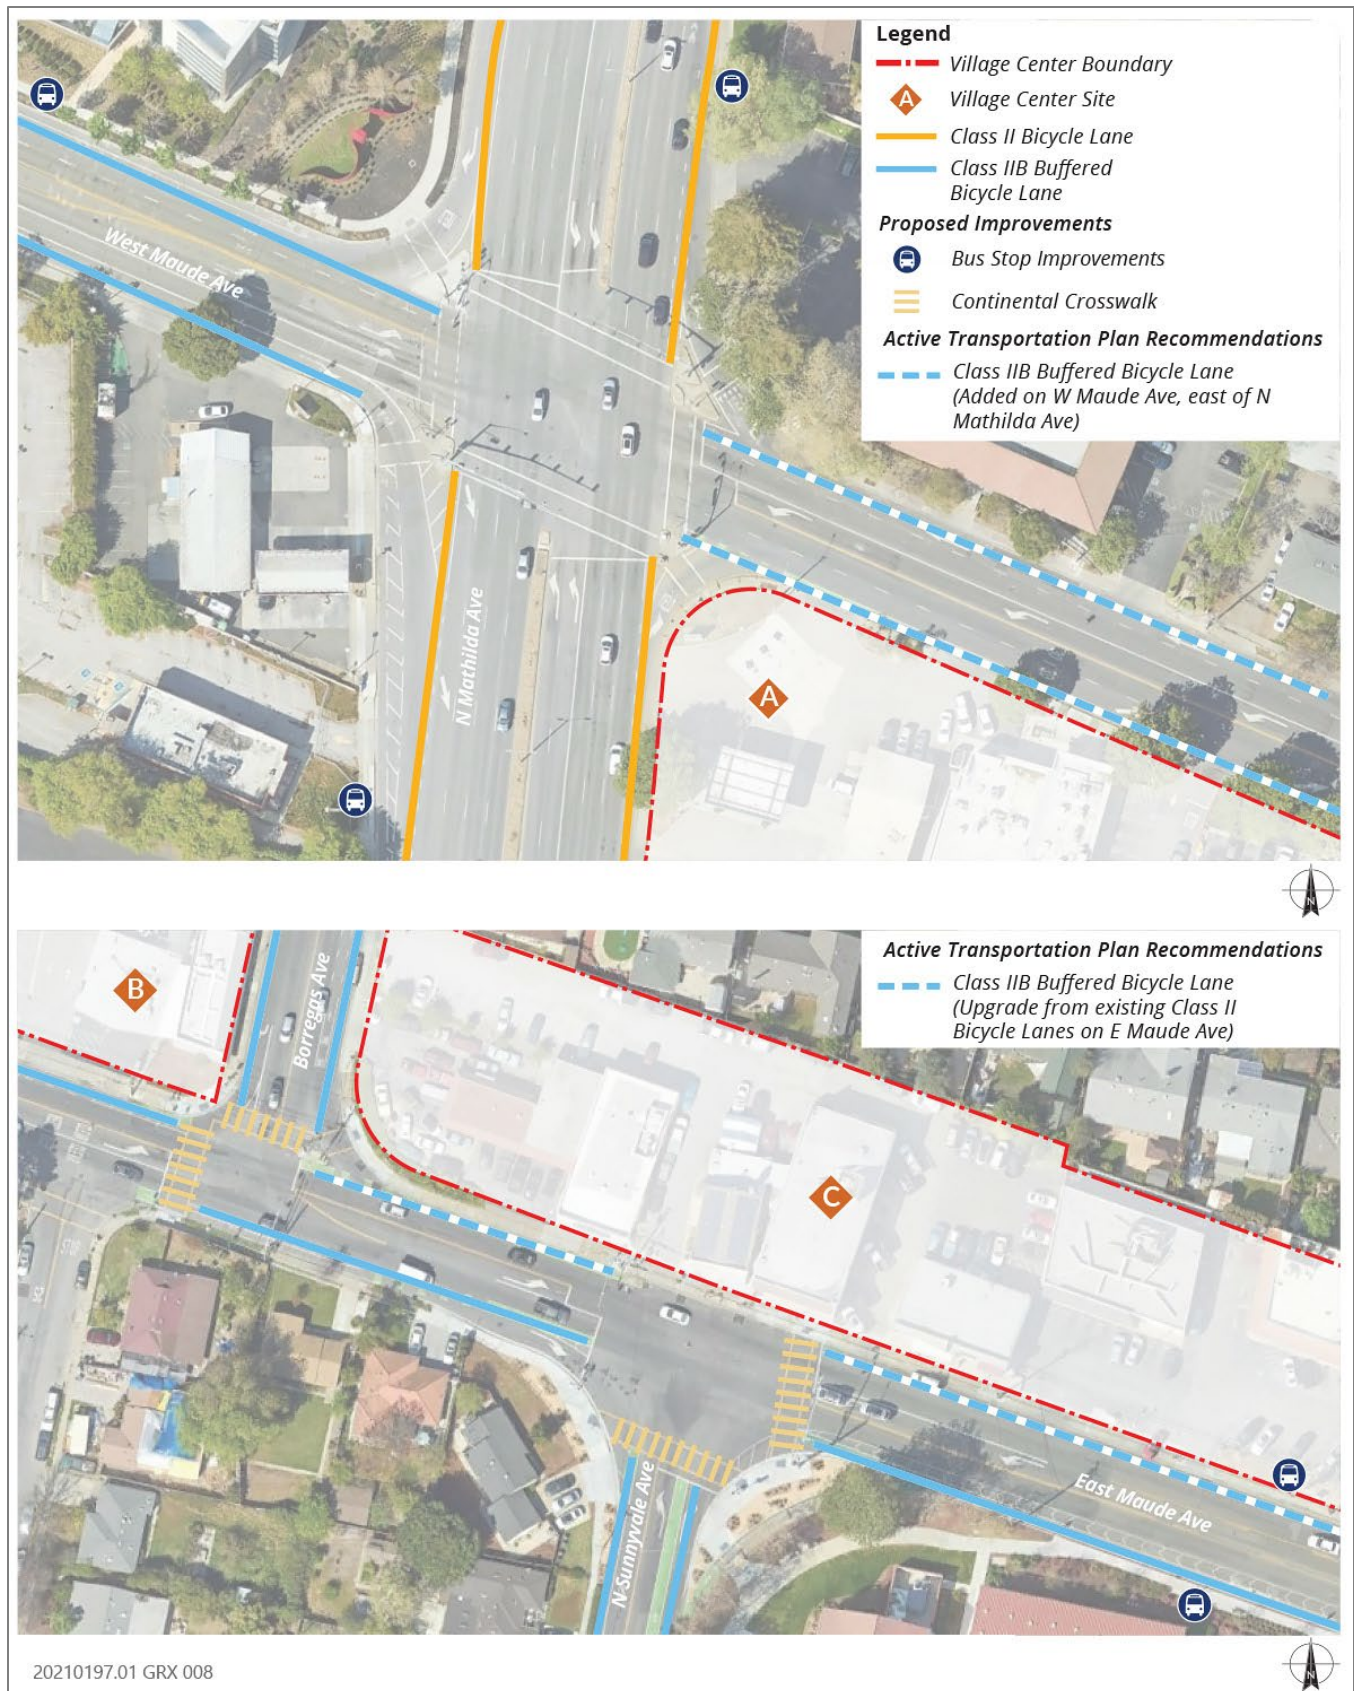 Legend
Village Center Boundary
A Village Center Site
Class II Bicycle Lane
Class IIB Buffered
Bicycle Lane
Proposed Improvements
Bus Stop Improvements
Continental Crosswalk
Active Transportation Plan Recommendations
Class IIB Buffered Bicycle Lane
(Added on W Maude Ave, east of N
Mathilda Ave)
West Maude Ave
N Mathilda Ave
A
N
Active Transportation Plan Recommendations
Class IIB Buffered Bicycle Lane
(Upgrade from existing Class II
Bicycle Lanes on E Maude Ave)
B
Borregas Ave
C
East Maude Ave
N Sunnyvale Ave
N
20210197.01 GRX 008